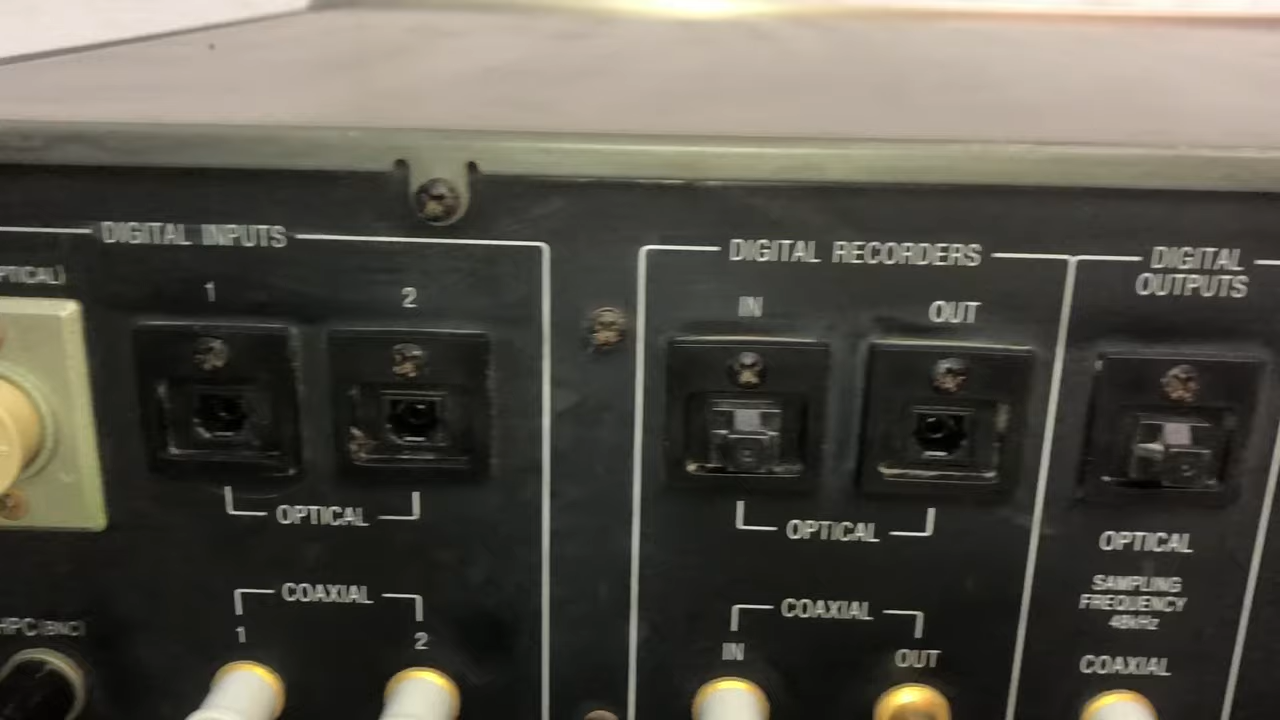 DIGITAL INPUTS
1
2
OPTICAL
COAXIAL
1
2
DIGITAL RECORDERS
IN
OUT
OPTICAL
COAXIAL
IN
OUT
DIGITAL
OUTPUTS
OPTICAL
SAMPLING
FREQUENCY
48kHz
COAXIAL